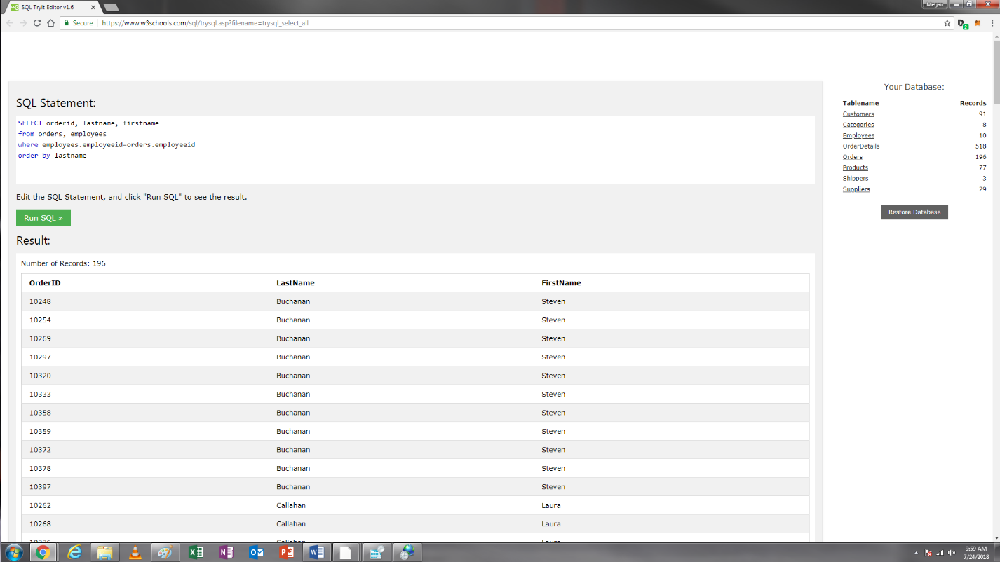 SQL Tryit Editor v1.6
Megan
Secure https://www.w3schools.com/sql/trysql.asp?filename=trysql_select_all
2
SQL Statement:
SELECT orderid, lastname, firstname
from orders, employees
where employees.employeeid=orders.employeeid
order by lastname
Edit the SQL Statement, and click "Run SQL" to see the result.
Run SQL »
Result:
Number of Records: 196
OrderID LastName FirstName
10248 Buchanan Steven
10254 Buchanan Steven
10269 Buchanan Steven
10297 Buchanan Steven
10320 Buchanan Steven
10333 Buchanan Steven
10358 Buchanan Steven
10359 Buchanan Steven
10372 Buchanan Steven
10378 Buchanan Steven
10397 Buchanan Steven
10262 Callahan Laura
10268 Callahan Laura
10276 Callahan Laura
Your Database:
Tablename Records
Customers 91
Categories 8
Employees 10
OrderDetails 518
Orders 196
Products 77
Shippers 3
Suppliers 29
Restore Database
9:59 AM
7/24/2018